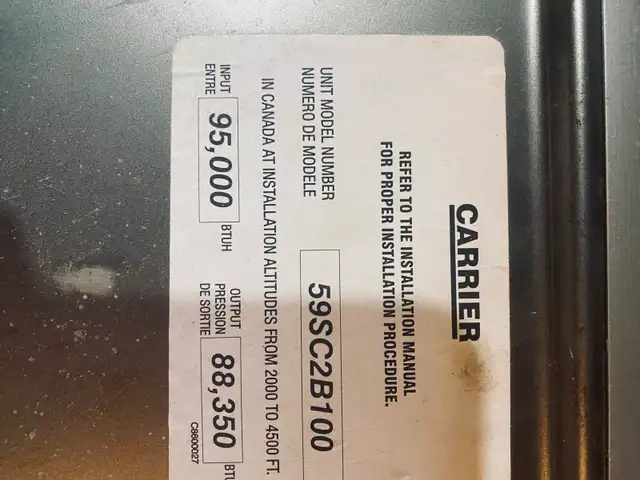 CARRIER
REFER TO THE INSTALLATION MANUAL
FOR PROPER INSTALLATION PROCEDURE.
UNIT MODEL NUMBER
NUMERO DE MODELE
59SC2B100
IN CANADA AT INSTALLATION ALTITUDES FROM 2000 TO 4500 FT.
INPUT
ENTRE
95,000
BTUH
OUTPUT
PRESSION
DE SORTIE
88,350
BTU
C8600027